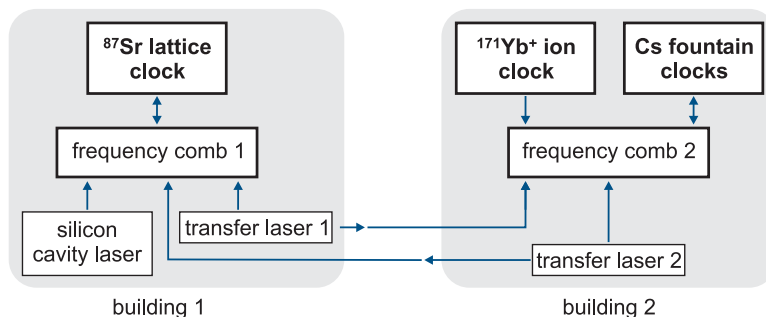 ⁸⁷Sr lattice
clock
¹⁷¹Yb⁺ ion
clock
Cs fountain
clocks
frequency comb 1
frequency comb 2
silicon
cavity laser
transfer laser 1
transfer laser 2
building 1
building 2